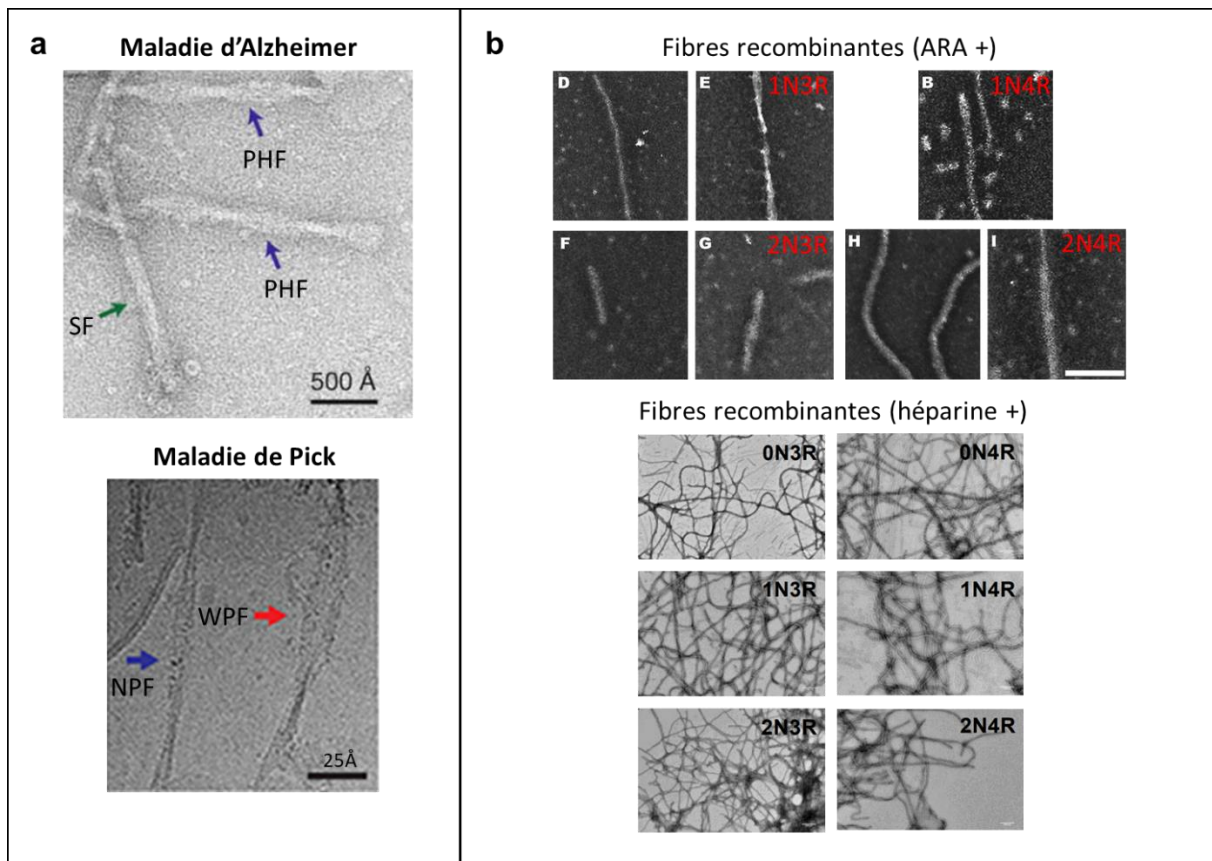 a
Maladie d’Alzheimer
PHF
PHF
SF
500 Å
Maladie de Pick
WPF
NPF
25Å
b
Fibres recombinantes (ARA +)
D
E
1N3R
B
1N4R
F
G
2N3R
H
I
2N4R
Fibres recombinantes (héparine +)
0N3R
0N4R
1N3R
1N4R
2N3R
2N4R